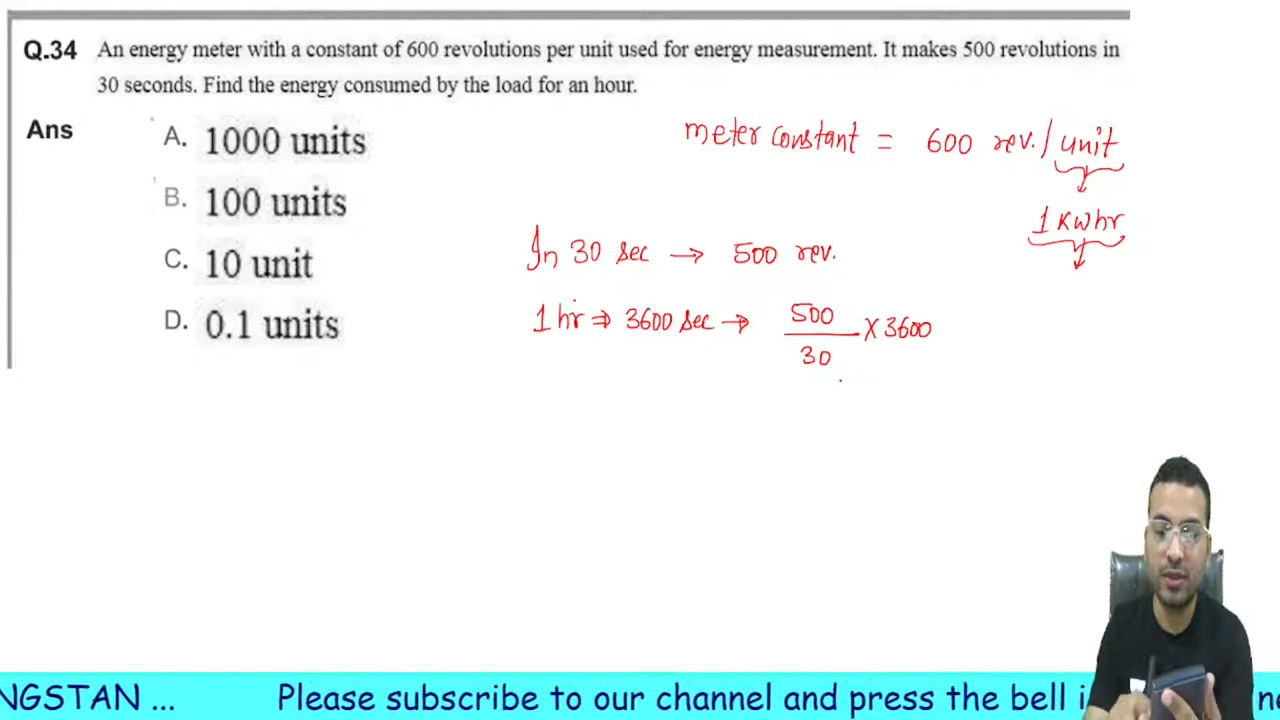 Q.34 An energy meter with a constant of 600 revolutions per unit used for energy measurement. It makes 500 revolutions in
30 seconds. Find the energy consumed by the load for an hour.
Ans
A. 1000 units
B. 100 units
C. 10 unit
D. 0.1 units
meter constant = 600 rev./unit
1 kwhr
In 30 sec → 500 rev.
1 hr ⇒ 3600 sec → 500/30 × 3600
NGSTAN ... Please subscribe to our channel and press the bell i